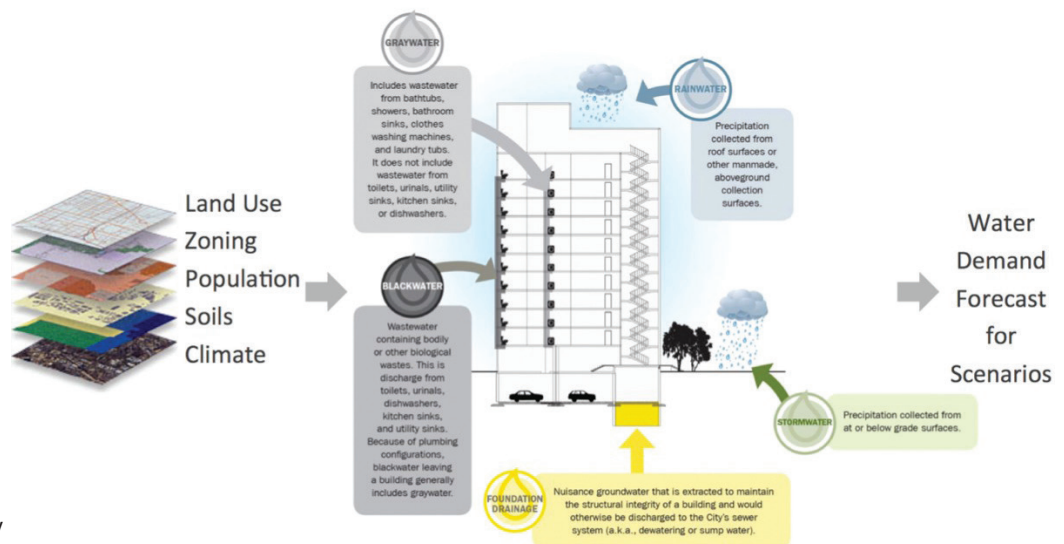 GRAYWATER
Includes wastewater
from bathtubs,
showers, bathroom
sinks, clothes
washing machines,
and laundry tubs.
It does not include
wastewater from
toilets, urinals, utility
sinks, kitchen sinks,
or dishwashers.
RAINWATER
Precipitation
collected from
roof surfaces or
other manmade,
aboveground
collection
surfaces.
Land Use
Zoning
Population
Soils
Climate
BLACKWATER
Wastewater
containing bodily
or other biological
wastes. This is
discharge from
toilets, urinals,
dishwashers,
kitchen sinks,
and utility sinks.
Because of plumbing
configurations,
blackwater leaving
a building generally
includes graywater.
Water
Demand
Forecast
for
Scenarios
STORMWATER
Precipitation collected from
at or below grade surfaces.
FOUNDATION
DRAINAGE
Nuisance groundwater that is extracted to maintain
the structural integrity of a building and would
otherwise be discharged to the City's sewer
system (a.k.a., dewatering or sump water).